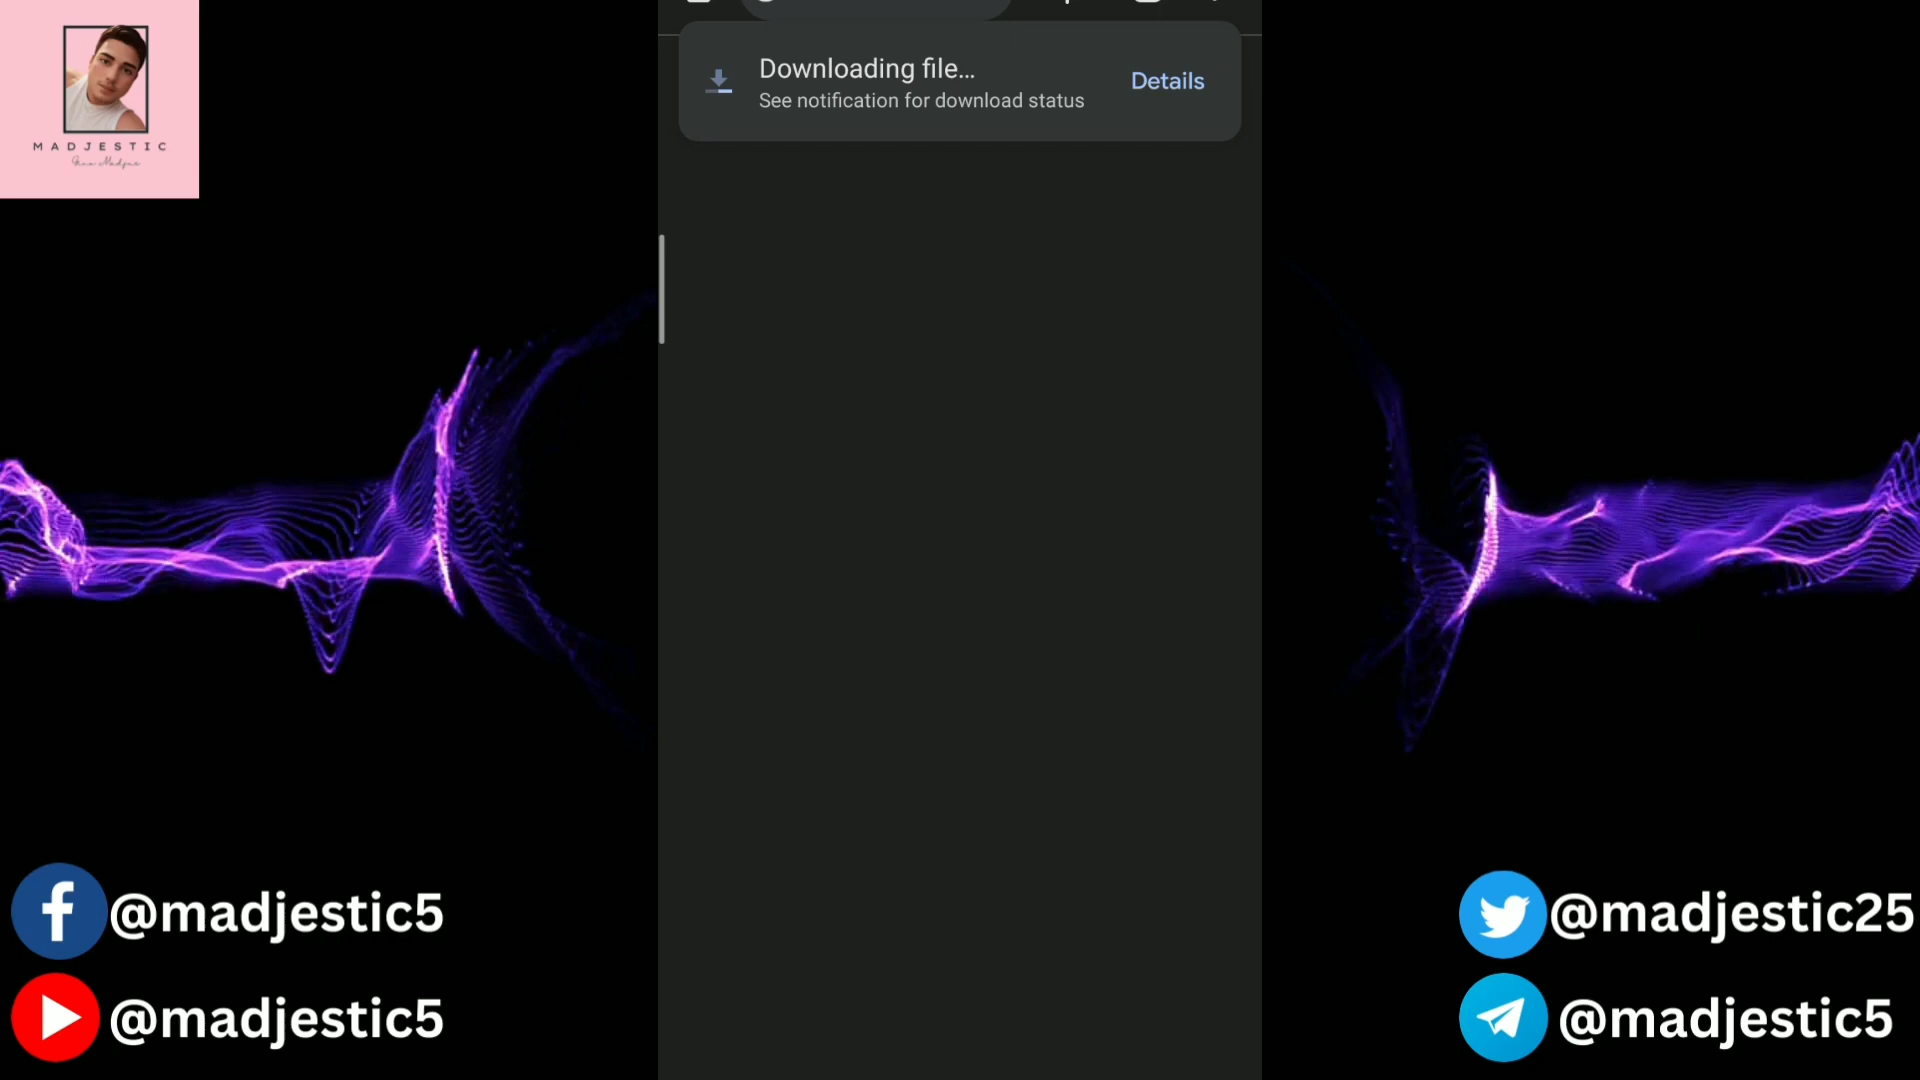 MADJESTIC
Downloading file...
See notification for download status
Details
@madjestic5
@madjestic5
@madjestic25
@madjestic5